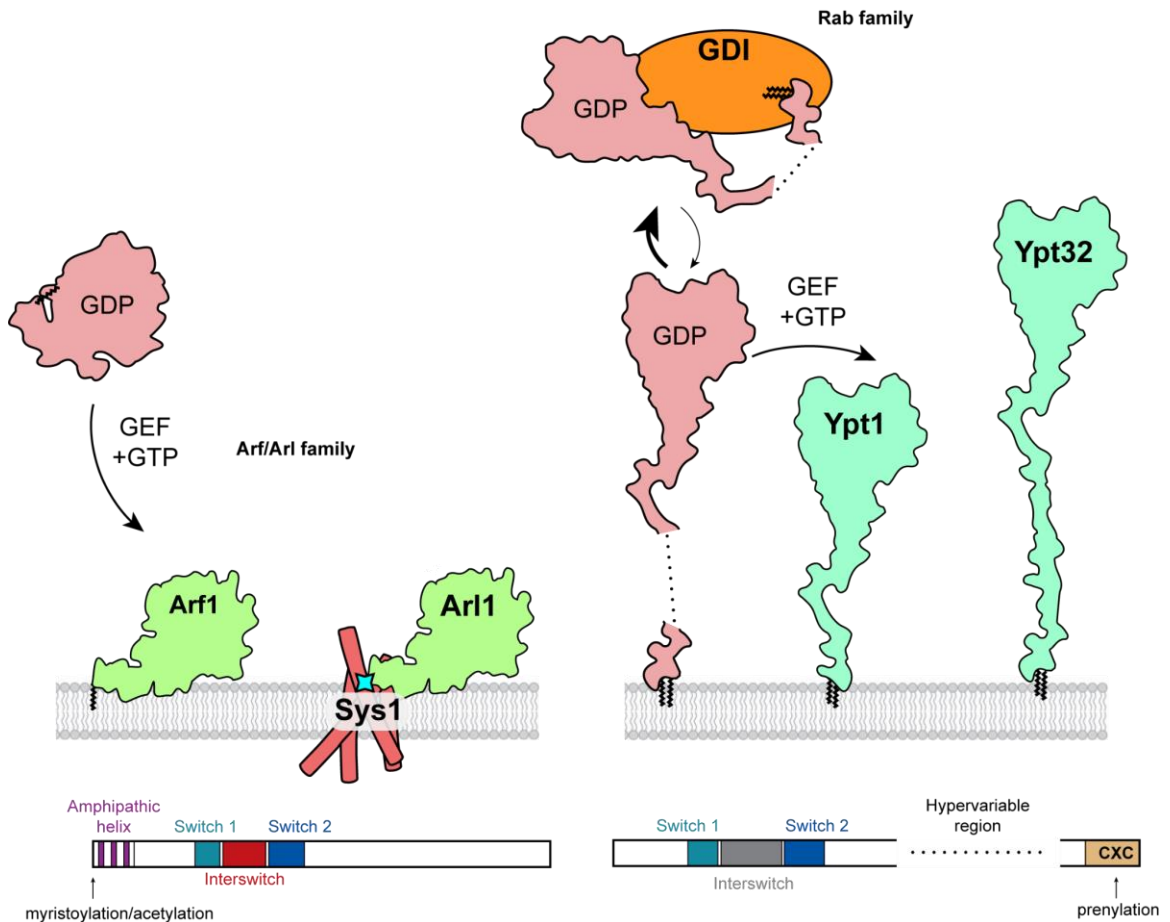 Rab family
GDI
GDP
GDP
GEF
+GTP
Arf/Arl family
Arf1
Arl1
Sys1
GDP
GEF
+GTP
Ypt1
Ypt32
Amphipathic
helix
Switch 1
Switch 2
Interswitch
myristoylation/acetylation
Switch 1
Switch 2
Interswitch
Hypervariable
region
CXC
prenylation